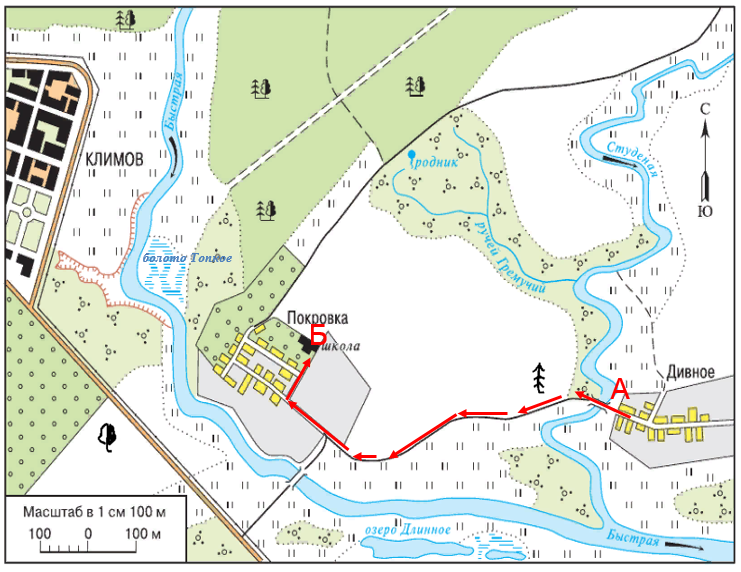 Быстрая
КЛИМОВ
родник
Студеная
С
Ю
болото Топкое
ручей Гремучий
Покровка
Б
школа
А
Дивное
Масштаб в 1 см 100 м
100 0 100 м
озеро Длинное
Быстрая